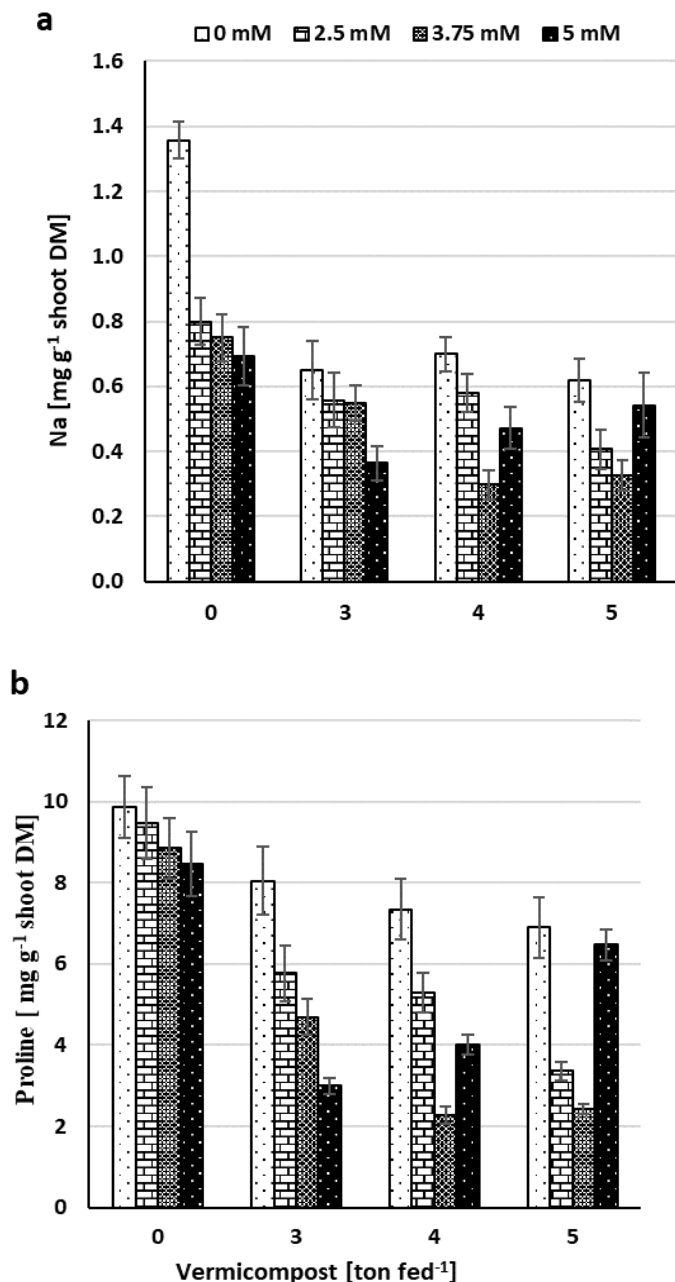 a
0 mM 2.5 mM 3.75 mM 5 mM
1.6
1.4
1.2
1.0
0.8
0.6
0.4
0.2
0.0
Na [mg g⁻¹ shoot DM]
0 3 4 5
b
12
10
8
6
4
2
0
Proline [ mg g⁻¹ shoot DM]
0 3 4 5
Vermicompost [ton fed⁻¹]